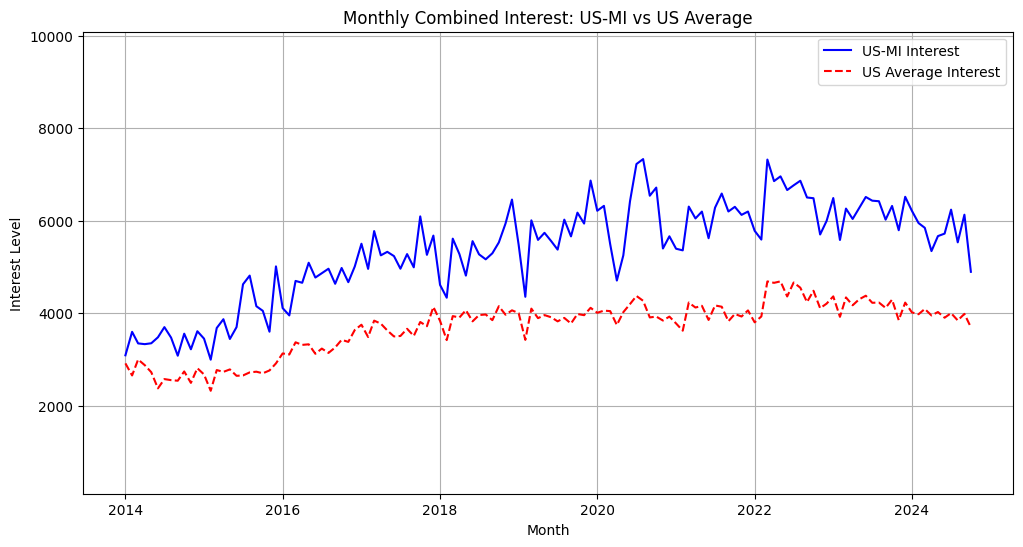 Monthly Combined Interest: US-MI vs US Average
10000
8000
6000
4000
2000
Interest Level
US-MI Interest
US Average Interest
2014 2016 2018 2020 2022 2024
Month